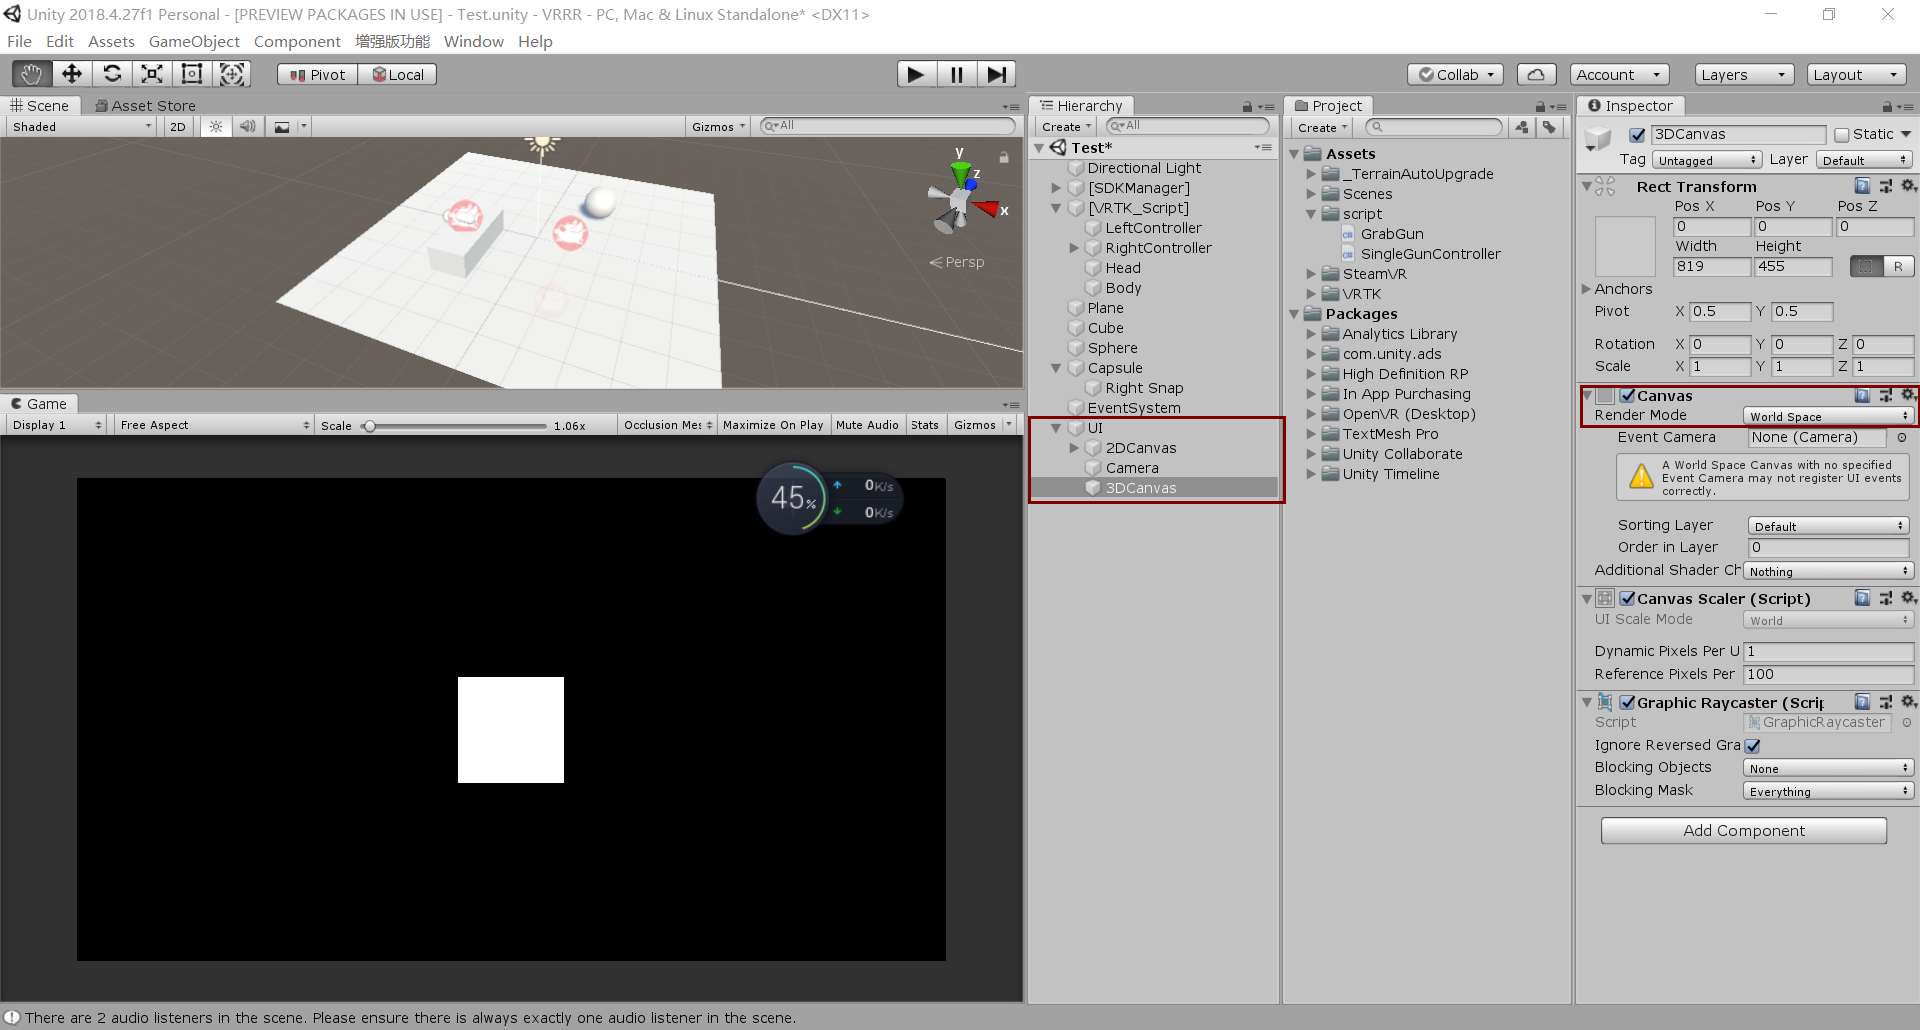 Unity 2018.4.27f1 Personal - [PREVIEW PACKAGES IN USE] - Test.unity - VRRR - PC, Mac & Linux Standalone* <DX11>
File Edit Assets GameObject Component 增强版功能 Window Help
Pivot Local Collab Account Layers Layout
Scene Asset Store
Shaded 2D Gizmos All
y
z
x
Persp
Game
Display 1 Free Aspect Scale 1.06x Occlusion Mes Maximize On Play Mute Audio Stats Gizmos
45%
0K/s
0K/s
Hierarchy
Create All
Test*
Directional Light
[SDKManager]
[VRTK_Script]
LeftController
RightController
Head
Body
Plane
Cube
Sphere
Capsule
Right Snap
EventSystem
UI
2DCanvas
Camera
3DCanvas
Project
Create
Assets
_TerrainAutoUpgrade
Scenes
script
GrabGun
SingleGunController
SteamVR
VRTK
Packages
Analytics Library
com.unity.ads
High Definition RP
In App Purchasing
OpenVR (Desktop)
TextMesh Pro
Unity Collaborate
Unity Timeline
Inspector
3DCanvas Static
Tag Untagged Layer Default
Rect Transform
Pos X Pos Y Pos Z
0 0 0
Width Height
819 455 R
Anchors
Pivot X 0.5 Y 0.5
Rotation X 0 Y 0 Z 0
Scale X 1 Y 1 Z 1
Canvas
Render Mode World Space
Event Camera None (Camera)
A World Space Canvas with no specified
Event Camera may not register UI events
correctly.
Sorting Layer Default
Order in Layer 0
Additional Shader Ch Nothing
Canvas Scaler (Script)
UI Scale Mode World
Dynamic Pixels Per U 1
Reference Pixels Per 100
Graphic Raycaster (Scrip
Script GraphicRaycaster
Ignore Reversed Gra
Blocking Objects None
Blocking Mask Everything
Add Component
There are 2 audio listeners in the scene. Please ensure there is always exactly one audio listener in the scene.